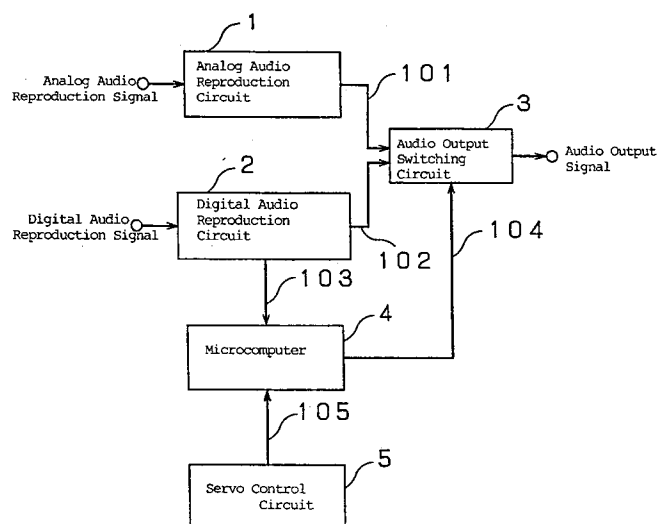 1
Analog Audio
Reproduction Signal
Analog Audio
Reproduction
Circuit
101
3
Audio Output
Switching
Circuit
Audio Output
Signal
2
Digital Audio
Reproduction Signal
Digital Audio
Reproduction
Circuit
102
104
103
4
Microcomputer
105
5
Servo Control
Circuit